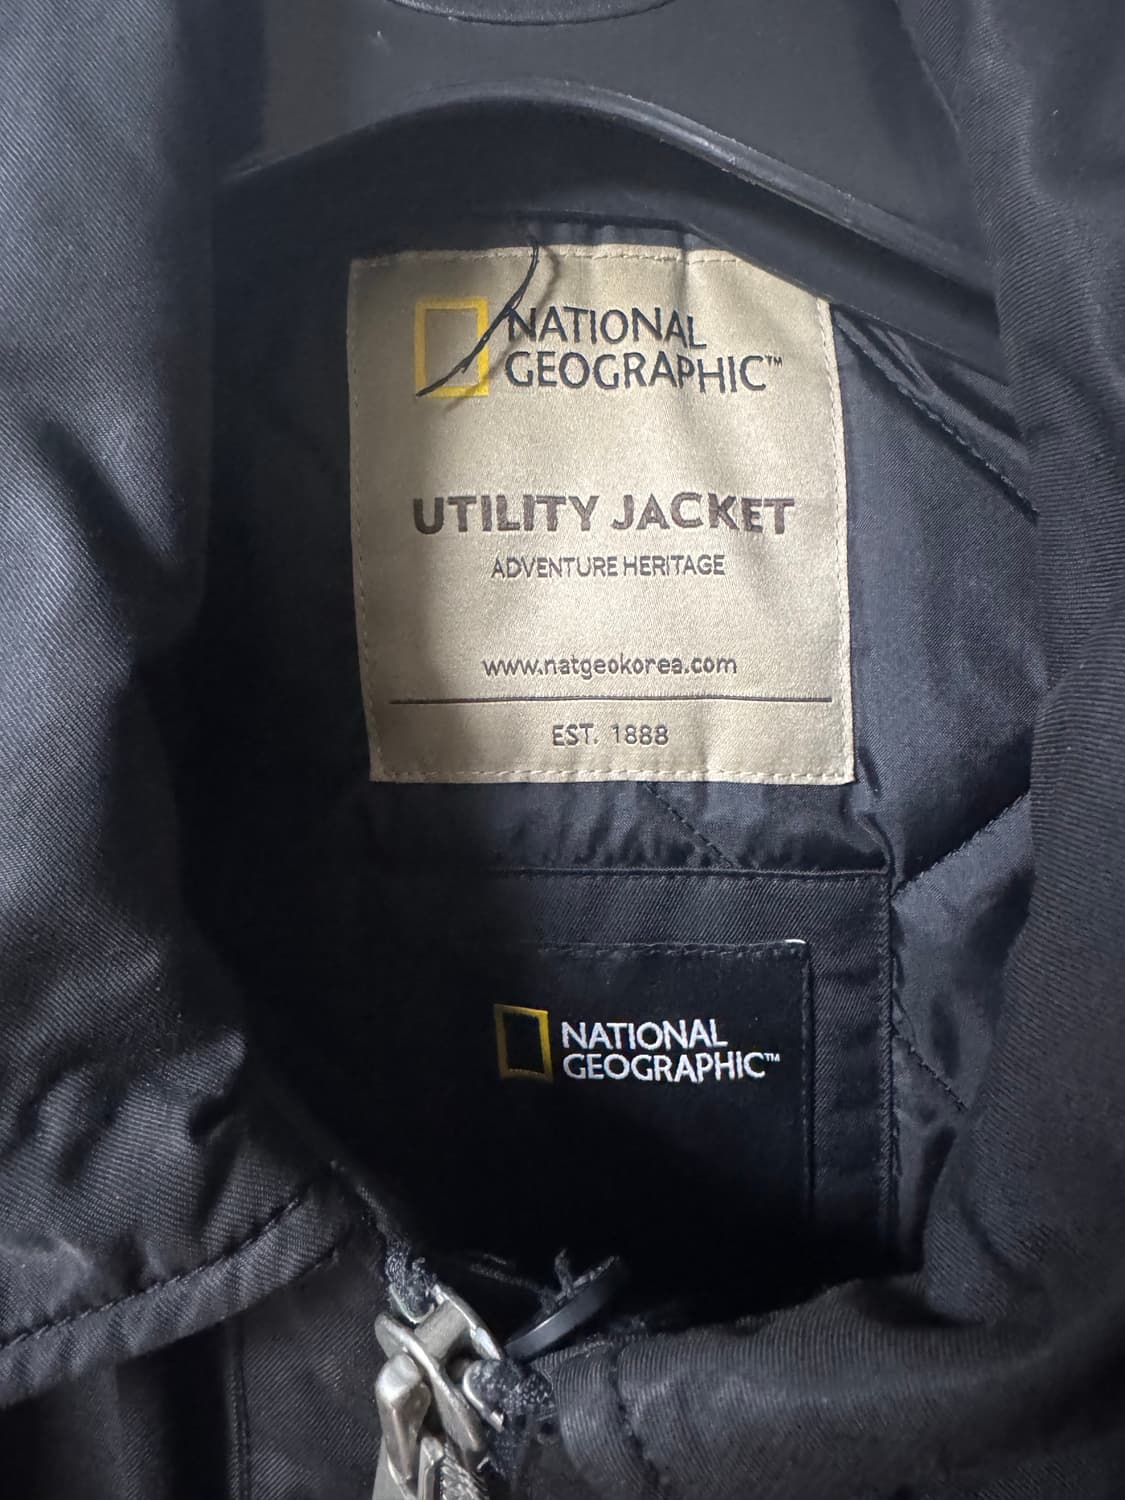 NATIONAL
GEOGRAPHIC™
UTILITY JACKET
ADVENTURE HERITAGE
www.natgeokorea.com
EST. 1888
NATIONAL
GEOGRAPHIC™